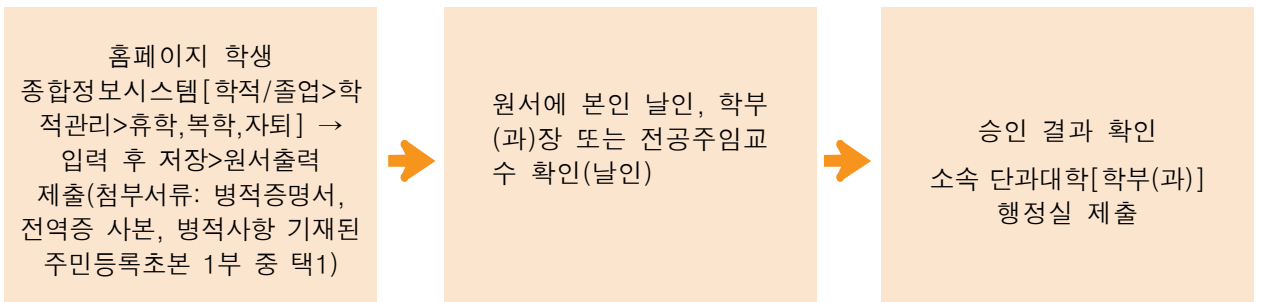 홈페이지 학생
종합정보시스템[학적/졸업>학
적관리>휴학,복학,자퇴] →
입력 후 저장>원서출력
제출(첨부서류: 병적증명서,
전역증 사본, 병적사항 기재된
주민등록초본 1부 중 택1)
원서에 본인 날인, 학부
(과)장 또는 전공주임교
수 확인(날인)
승인 결과 확인
소속 단과대학[학부(과)]
행정실 제출